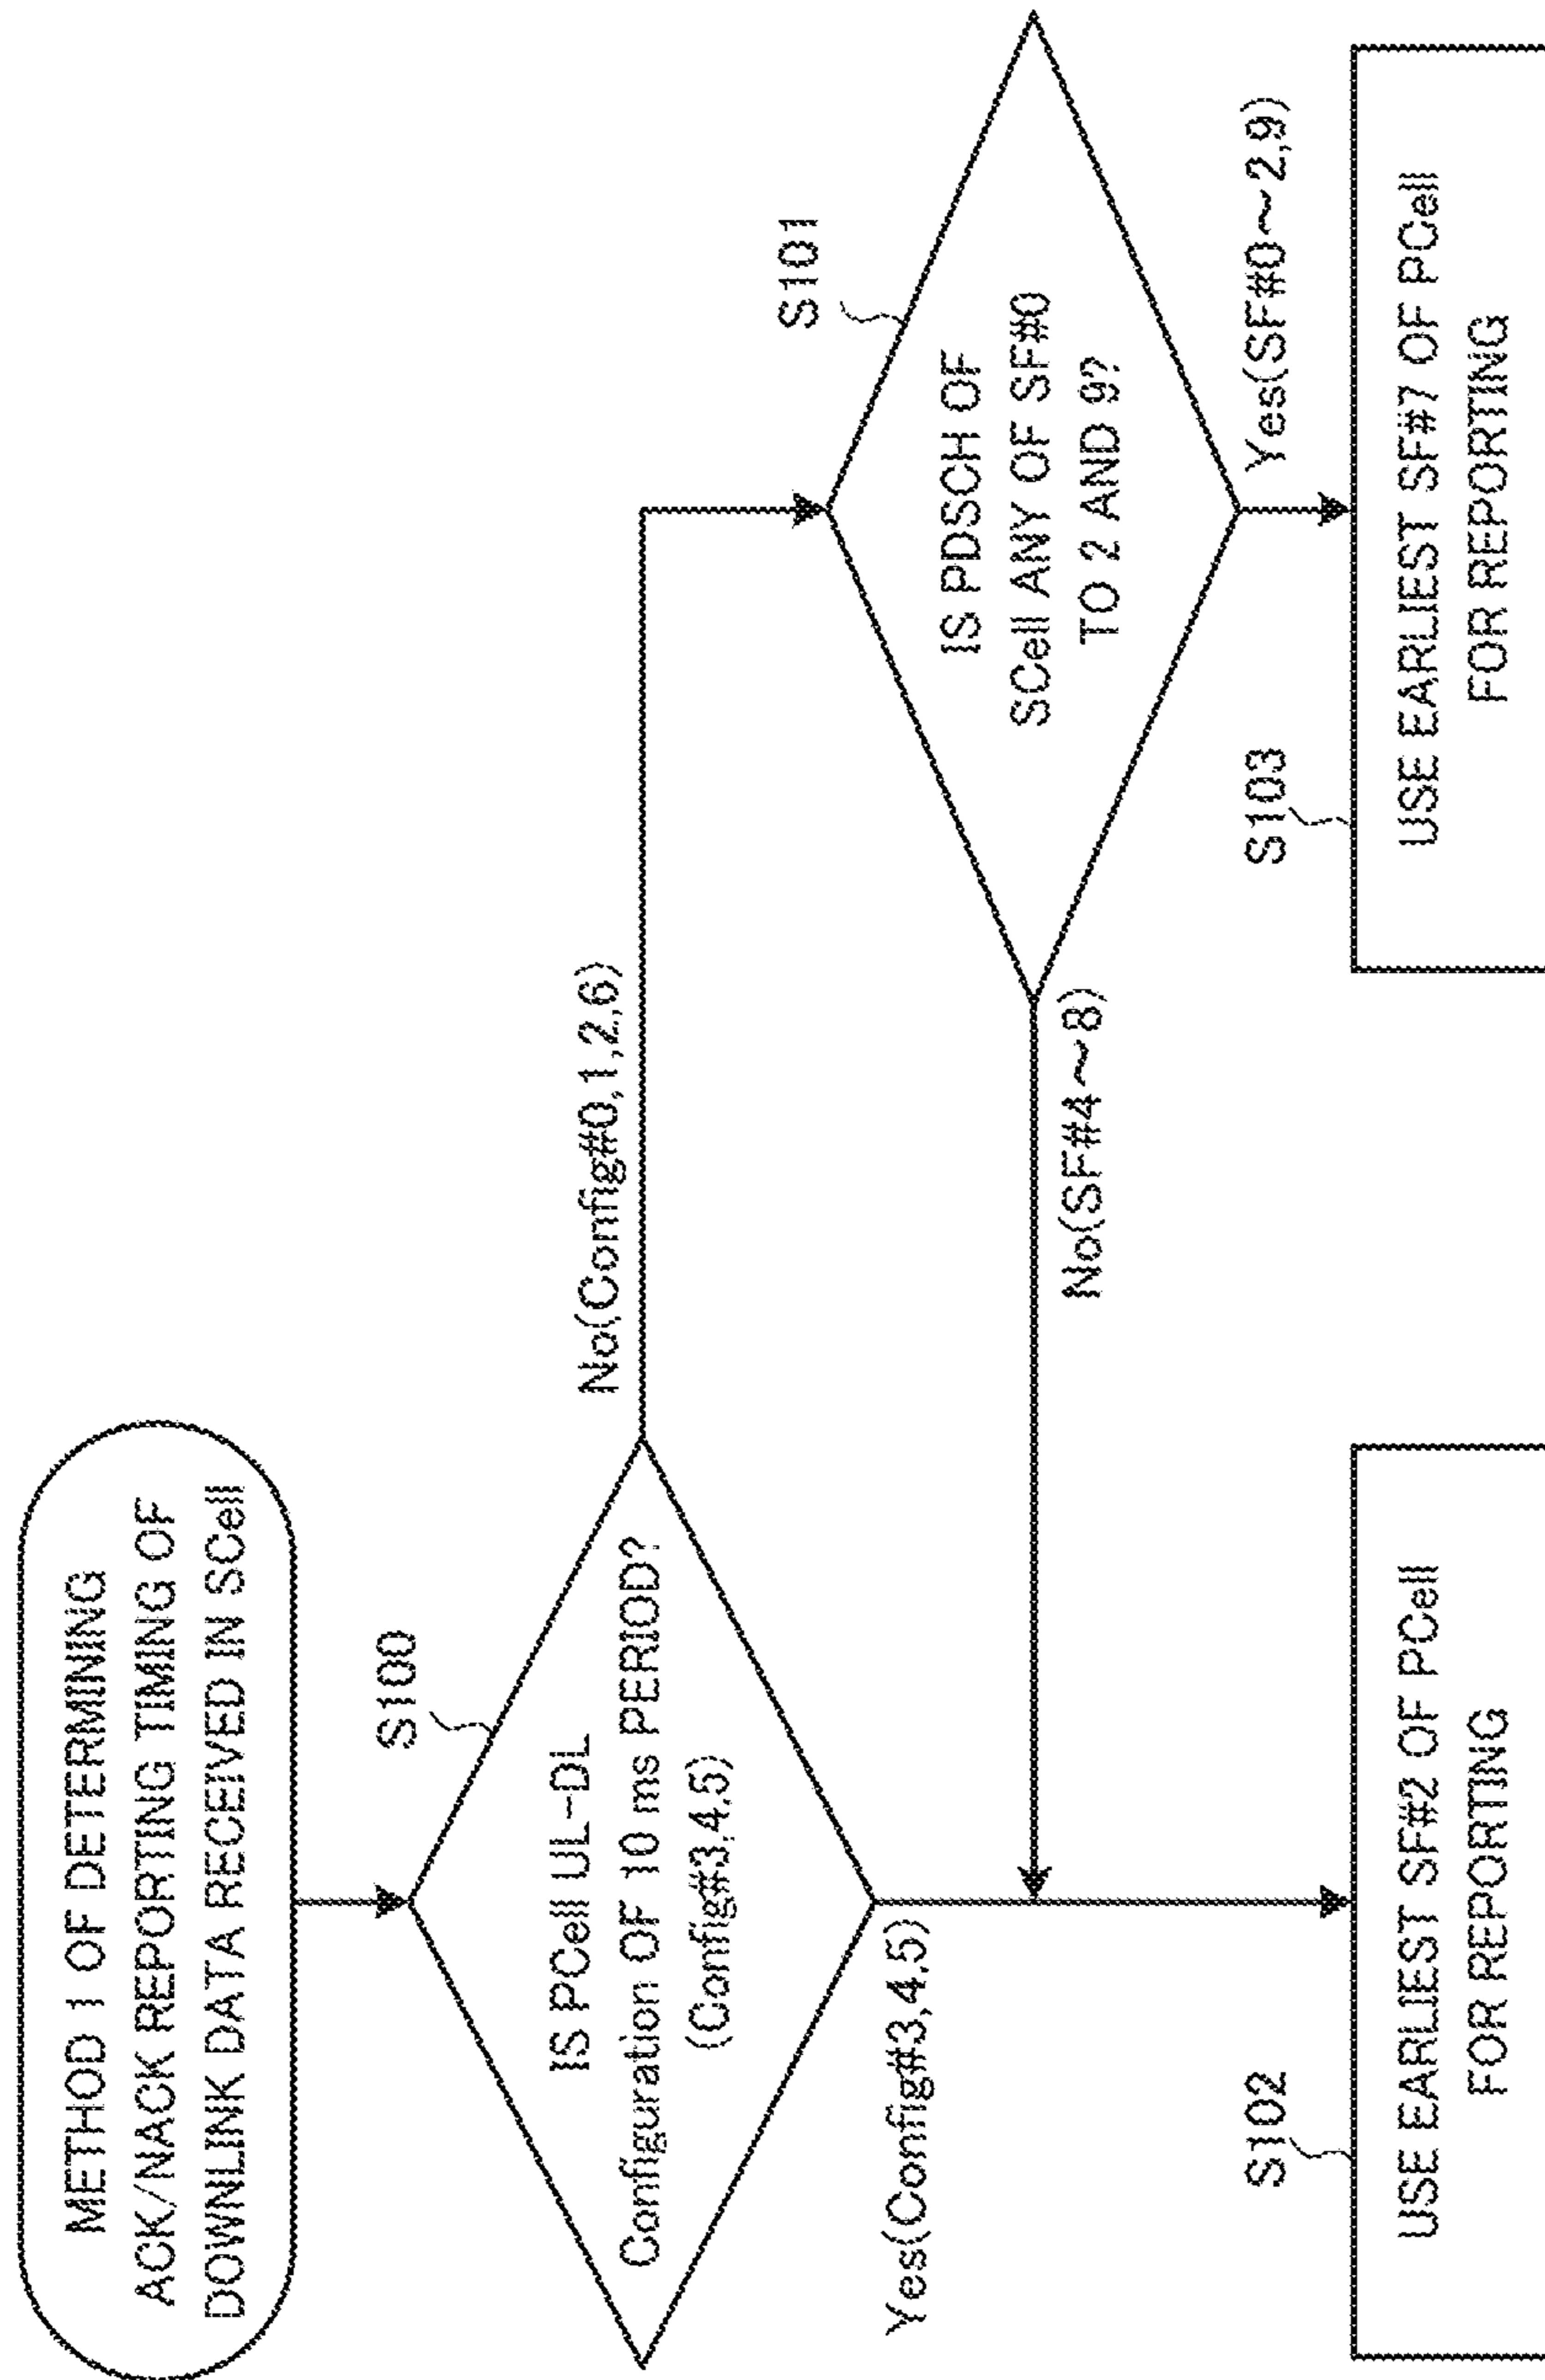 METHOD 1 OF DETERMINING
ACK/NACK REPORTING TIMING OF
DOWNLINK DATA RECEIVED IN SCell
S100
IS PCell UL-DL
Configuration OF 10 ms PERIOD?
(Config#3,4,5)
No(Config#0,1,2,6)
Yes(Config#3,4,5)
S101
IS PDSCH OF
SCell ANY OF SF#0
TO 2 AND 9?
No(SF#4~8)
Yes(SF#0~2,9)
S102
USE EARLIEST SF#2 OF PCell
FOR REPORTING
S103
USE EARLIEST SF#7 OF PCell
FOR REPORTING